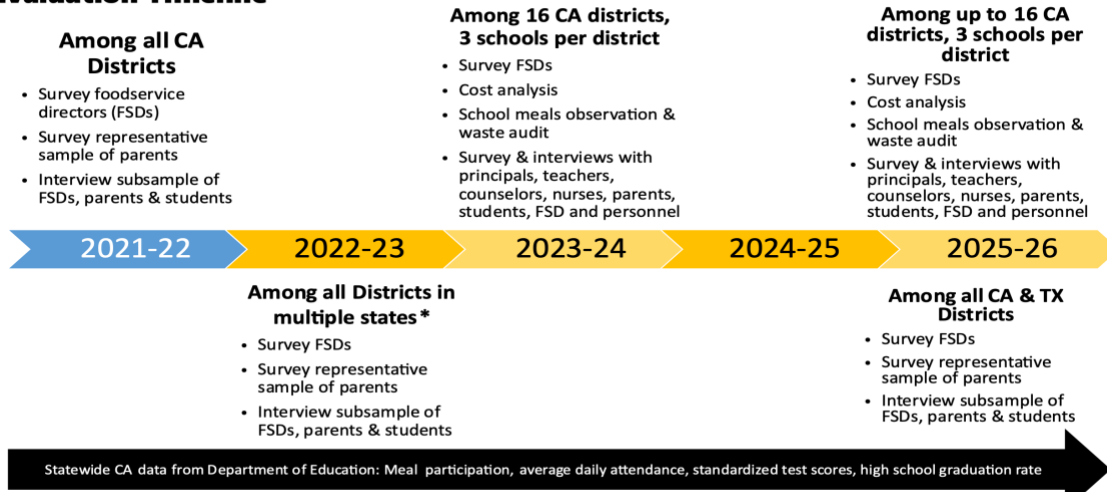 Evaluation Timeline
Among all CA
Districts
• Survey foodservice
directors (FSDs)
• Survey representative
sample of parents
• Interview subsample of
FSDs, parents & students
Among 16 CA districts,
3 schools per district
• Survey FSDs
• Cost analysis
• School meals observation &
waste audit
• Survey & interviews with
principals, teachers,
counselors, nurses, parents,
students, FSD and personnel
Among up to 16 CA
districts, 3 schools per
district
• Survey FSDs
• Cost analysis
• School meals observation &
waste audit
• Survey & interviews with
principals, teachers,
counselors, nurses, parents,
students, FSD and personnel
2021-22
2022-23
2023-24
2024-25
2025-26
Among all Districts in
multiple states*
• Survey FSDs
• Survey representative
sample of parents
• Interview subsample of
FSDs, parents & students
Among all CA & TX
Districts
• Survey FSDs
• Survey representative
sample of parents
• Interview subsample of
FSDs, parents & students
Statewide CA data from Department of Education: Meal participation, average daily attendance, standardized test scores, high school graduation rate